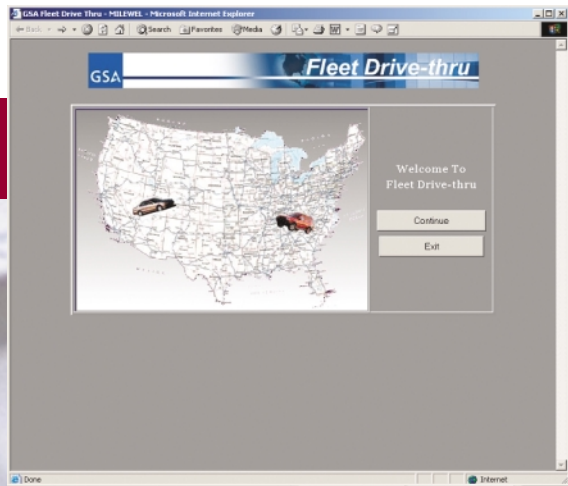 GSA Fleet Drive Thru - MILEWEL - Microsoft Internet Explorer
Back Search Favorites Media
GSA Fleet Drive-thru
Welcome To
Fleet Drive-thru
Continue
Exit
Done Internet